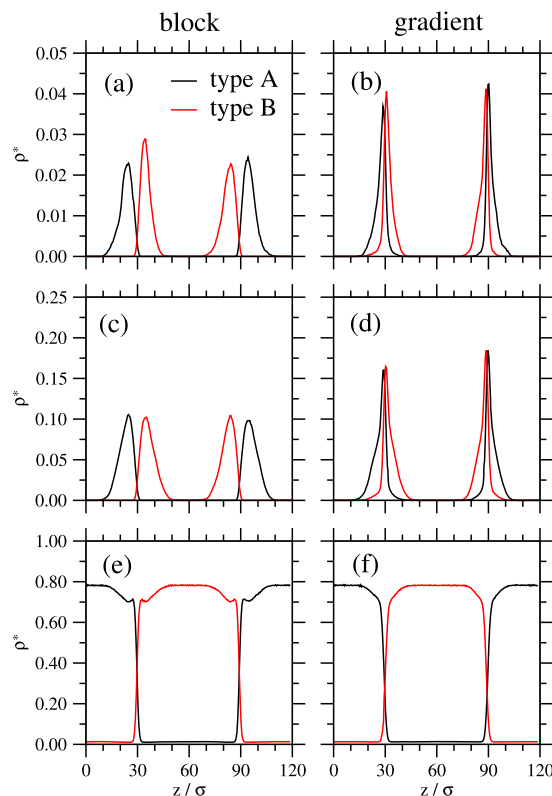 block gradient
0.05
(a) type A (b)
0.04 type B
0.03
ρ*
0.02
0.01
0.00
0.25
(c) (d)
0.20
0.15
ρ*
0.10
0.05
0.00
1.00
(e) (f)
0.80
0.60
ρ*
0.40
0.20
0.00
0 30 60 90 120 0 30 60 90 120
z / σ z / σ